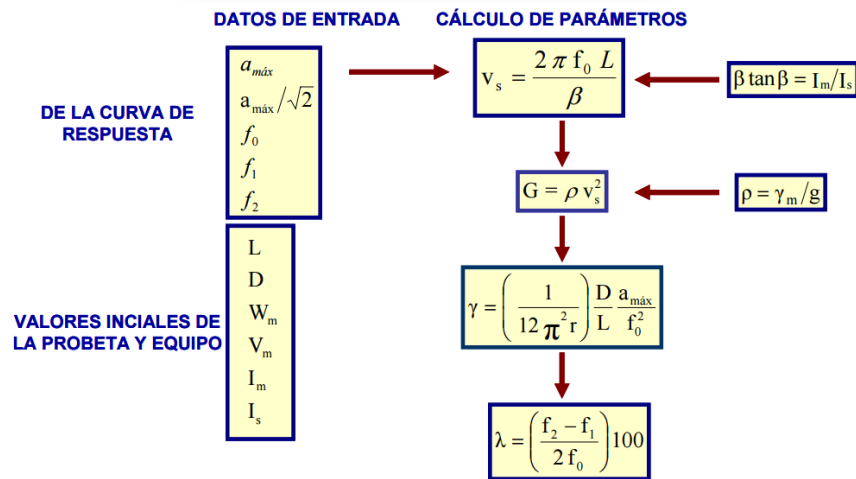 DATOS DE ENTRADA
CÁLCULO DE PARÁMETROS
DE LA CURVA DE
RESPUESTA
a_máx
a_máx/√2
f_0
f_1
f_2
VALORES INCIALES DE
LA PROBETA Y EQUIPO
L
D
W_m
V_m
I_m
I_s
v_s = 2 π f_0 L / β
β tan β = I_m/I_s
G = ρ v_s^2
ρ = γ_m/g
γ = (1 / 12 π^2 r) D/L a_máx/f_0^2
λ = (f_2 − f_1 / 2 f_0) 100